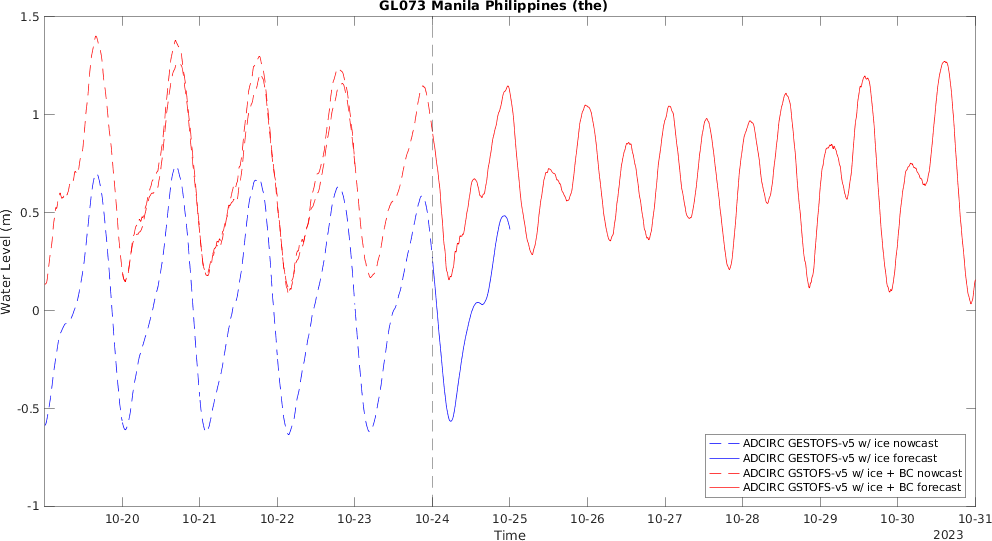 GL073 Manila Philippines (the)
1.5
1
0.5
0
-0.5
-1
Water Level (m)
10-20
10-21
10-22
10-23
10-24
10-25
10-26
10-27
10-28
10-29
10-30
10-31
Time
2023
ADCIRC GESTOFS-v5 w/ ice nowcast
ADCIRC GESTOFS-v5 w/ ice forecast
ADCIRC GSTOFS-v5 w/ ice + BC nowcast
ADCIRC GSTOFS-v5 w/ ice + BC forecast